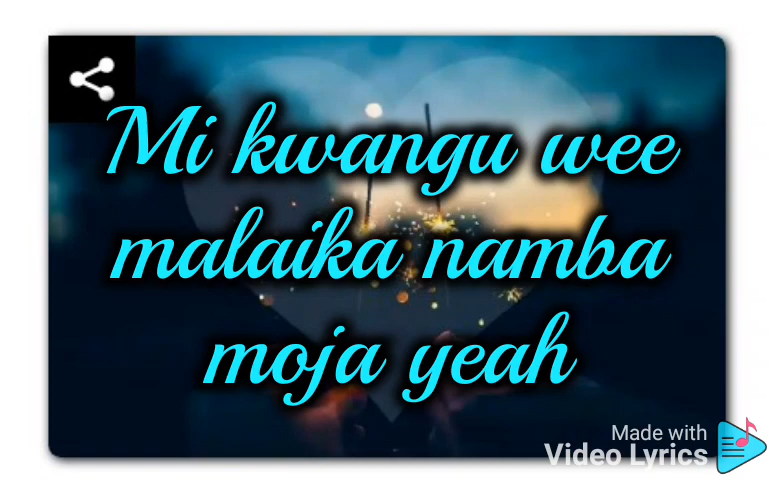 Mi kwangu wee
malaika namba
moja yeah
Made with
Video Lyrics